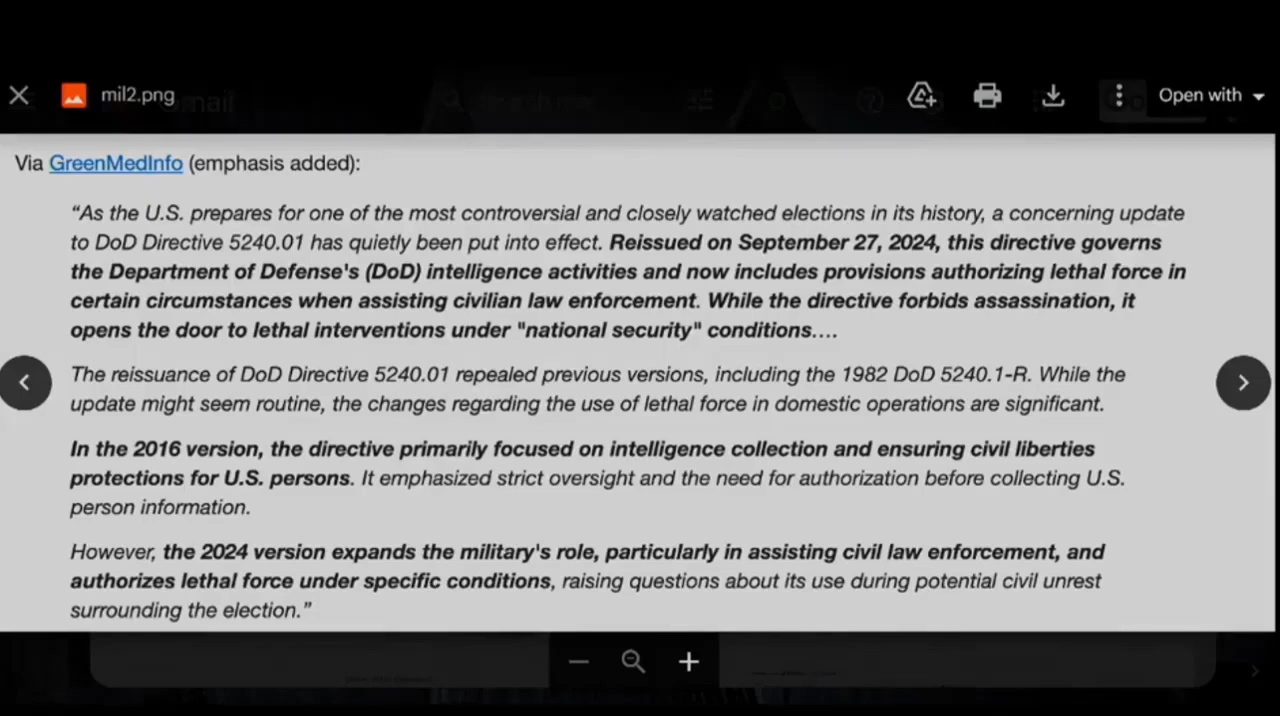 mil2.png
Open with
Via GreenMedInfo (emphasis added):
“As the U.S. prepares for one of the most controversial and closely watched elections in its history, a concerning update
to DoD Directive 5240.01 has quietly been put into effect. Reissued on September 27, 2024, this directive governs
the Department of Defense's (DoD) intelligence activities and now includes provisions authorizing lethal force in
certain circumstances when assisting civilian law enforcement. While the directive forbids assassination, it
opens the door to lethal interventions under "national security" conditions….
The reissuance of DoD Directive 5240.01 repealed previous versions, including the 1982 DoD 5240.1-R. While the
update might seem routine, the changes regarding the use of lethal force in domestic operations are significant.
In the 2016 version, the directive primarily focused on intelligence collection and ensuring civil liberties
protections for U.S. persons. It emphasized strict oversight and the need for authorization before collecting U.S.
person information.
However, the 2024 version expands the military's role, particularly in assisting civil law enforcement, and
authorizes lethal force under specific conditions, raising questions about its use during potential civil unrest
surrounding the election.”